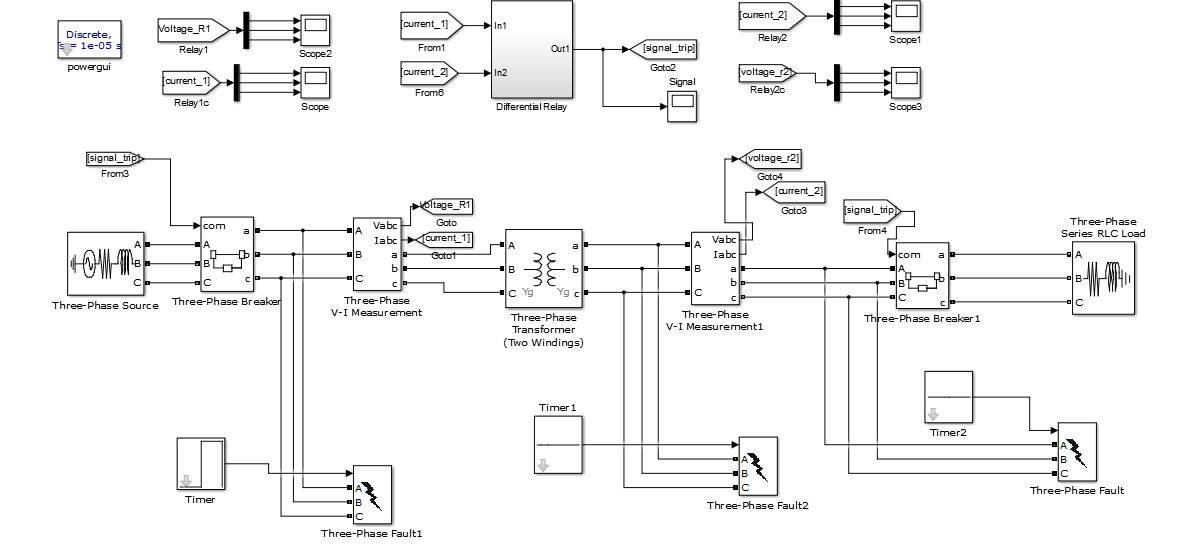 Discrete,
s = 1e-05 s
powergui
Voltage_R1
Relay1
Scope2
[current_1]
Relay1c
Scope
[current_1]
From1
[current_2]
From6
In1
In2
Out1
Differential Relay
[signal_trip]
Goto2
Signal
[current_2]
Relay2
Scope1
[voltage_r2]
Relay2c
Scope3
[signal_trip]
From3
com
A
B
C
a
b
c
Three-Phase Source
A
B
C
Three-Phase Breaker
Voltage_R1
Goto
[current_1]
Goto1
A
B
C
Vabc
Iabc
a
b
c
Three-Phase
V-I Measurement
A
B
C
a
b
c
Yg
Yg
Three-Phase
Transformer
(Two Windings)
[voltage_r2]
Goto4
[current_2]
Goto3
A
B
C
Vabc
Iabc
a
b
c
Three-Phase
V-I Measurement1
[signal_trip]
From4
com
A
B
C
a
b
c
Three-Phase Breaker1
Three-Phase
Series RLC Load
A
B
C
Timer
A
B
C
Three-Phase Fault1
Timer1
A
B
C
Three-Phase Fault2
Timer2
A
B
C
Three-Phase Fault